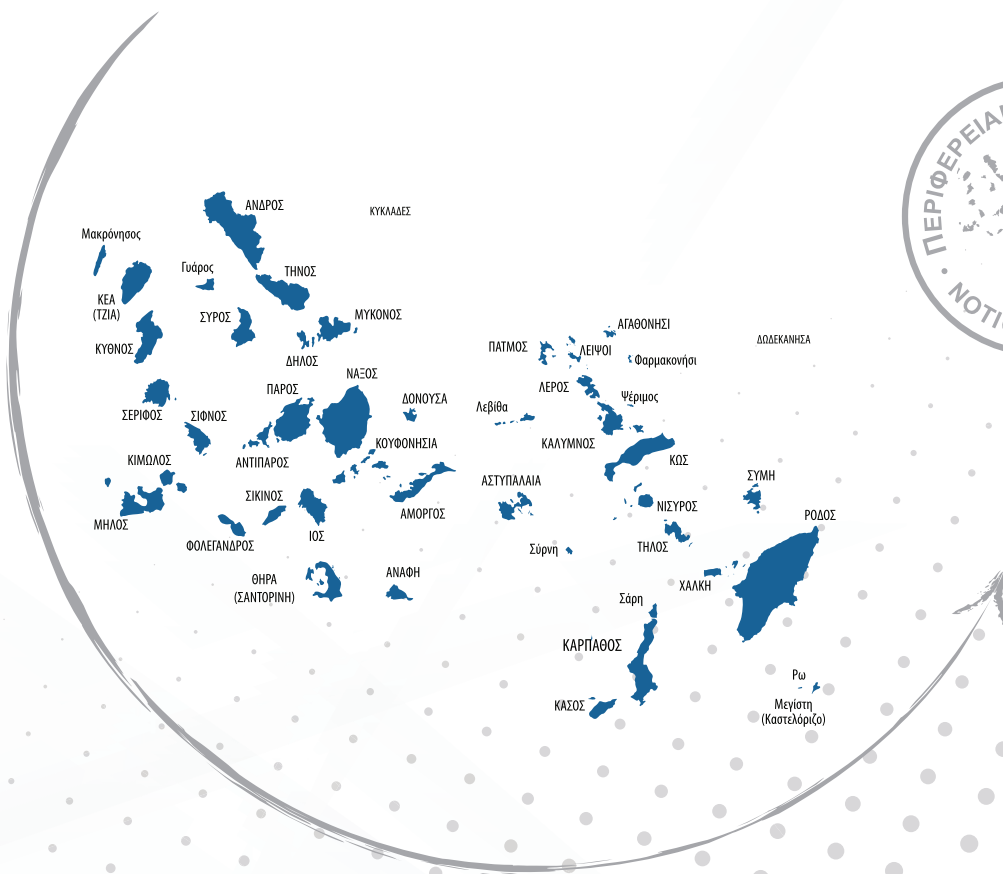 ΠΕΡΙΦΕΡΕΙΑ
ΝΟΤΙ
ΑΝΔΡΟΣ
ΚΥΚΛΑΔΕΣ
Μακρόνησος
Γυάρος
ΤΗΝΟΣ
ΚΕΑ
(ΤΖΙΑ)
ΣΥΡΟΣ
ΜΥΚΟΝΟΣ
ΑΓΑΘΟΝΗΣΙ
ΔΩΔΕΚΑΝΗΣΑ
ΚΥΘΝΟΣ
ΔΗΛΟΣ
ΠΑΤΜΟΣ
ΛΕΙΨΟΙ
Φαρμακονήσι
ΝΑΞΟΣ
ΠΑΡΟΣ
ΛΕΡΟΣ
ΔΟΝΟΥΣΑ
Ψέριμος
Λεβίθα
ΣΕΡΙΦΟΣ
ΣΙΦΝΟΣ
ΚΟΥΦΟΝΗΣΙΑ
ΚΑΛΥΜΝΟΣ
ΚΩΣ
ΚΙΜΩΛΟΣ
ΑΝΤΙΠΑΡΟΣ
ΑΣΤΥΠΑΛΑΙΑ
ΣΥΜΗ
ΣΙΚΙΝΟΣ
ΑΜΟΡΓΟΣ
ΝΙΣΥΡΟΣ
ΡΟΔΟΣ
ΜΗΛΟΣ
ΙΟΣ
ΦΟΛΕΓΑΝΔΡΟΣ
Σύρνη
ΤΗΛΟΣ
ΘΗΡΑ
(ΣΑΝΤΟΡΙΝΗ)
ΑΝΑΦΗ
ΧΑΛΚΗ
Σάρη
ΚΑΡΠΑΘΟΣ
Ρω
ΚΑΣΟΣ
Μεγίστη
(Καστελόριζο)